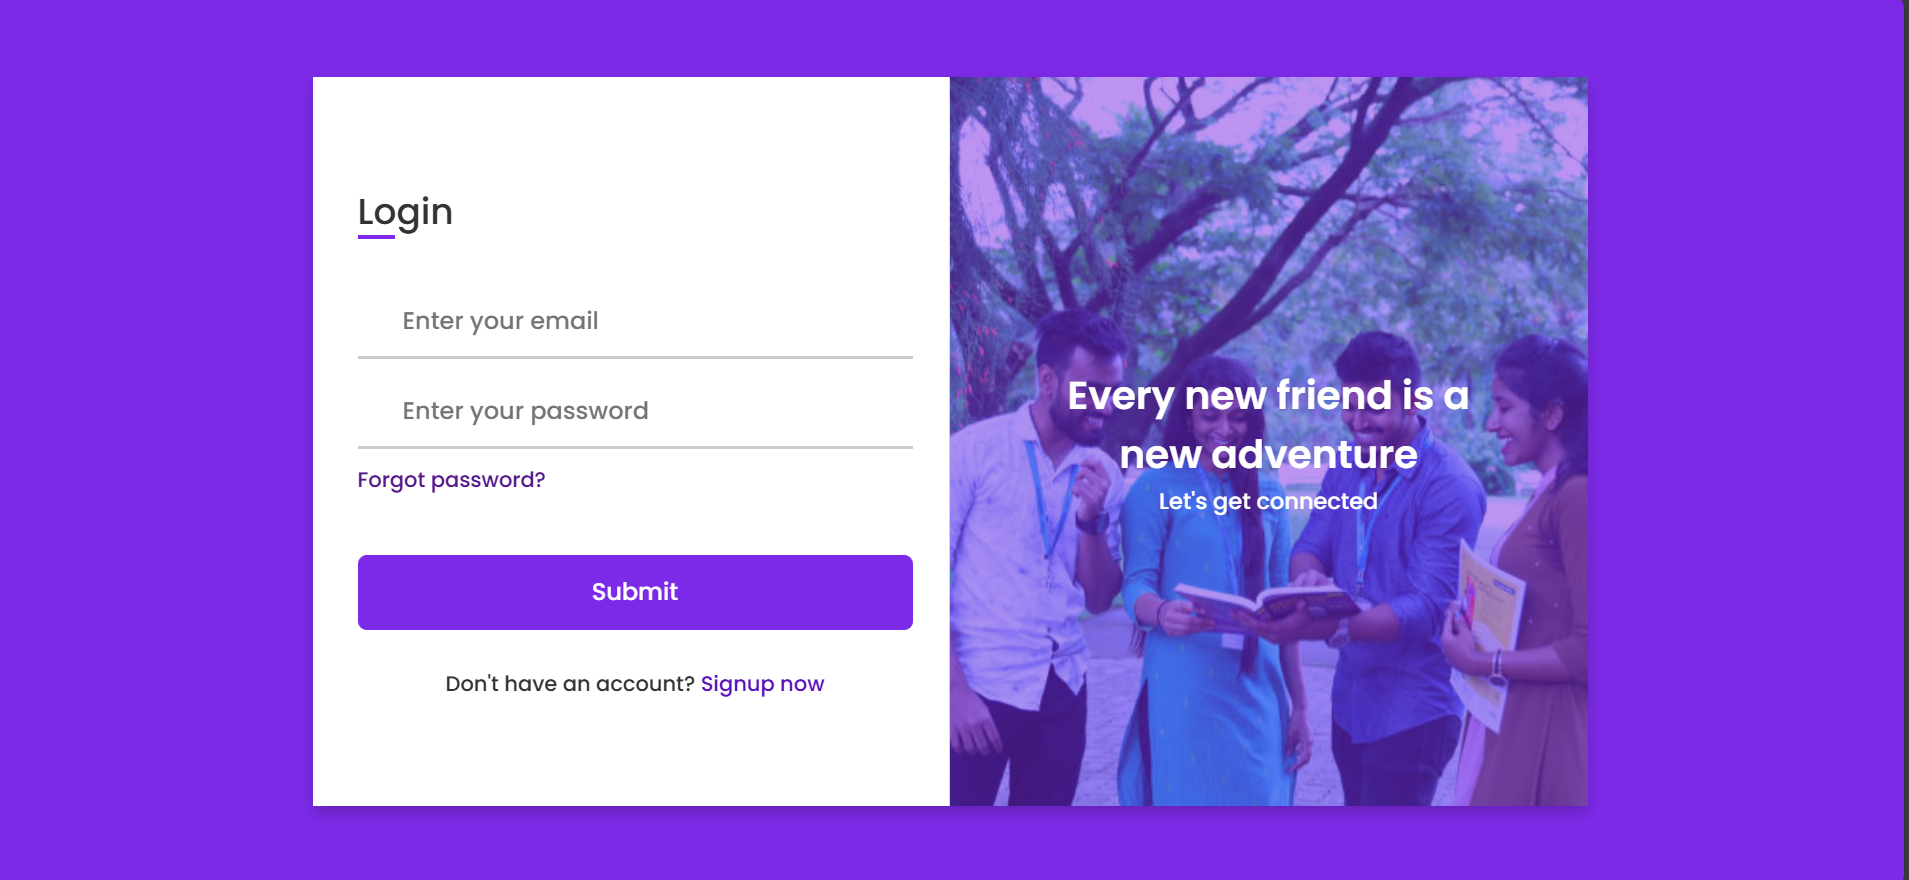 Login
Enter your email
Enter your password
Forgot password?
Submit
Don't have an account? Signup now
Every new friend is a
new adventure
Let's get connected